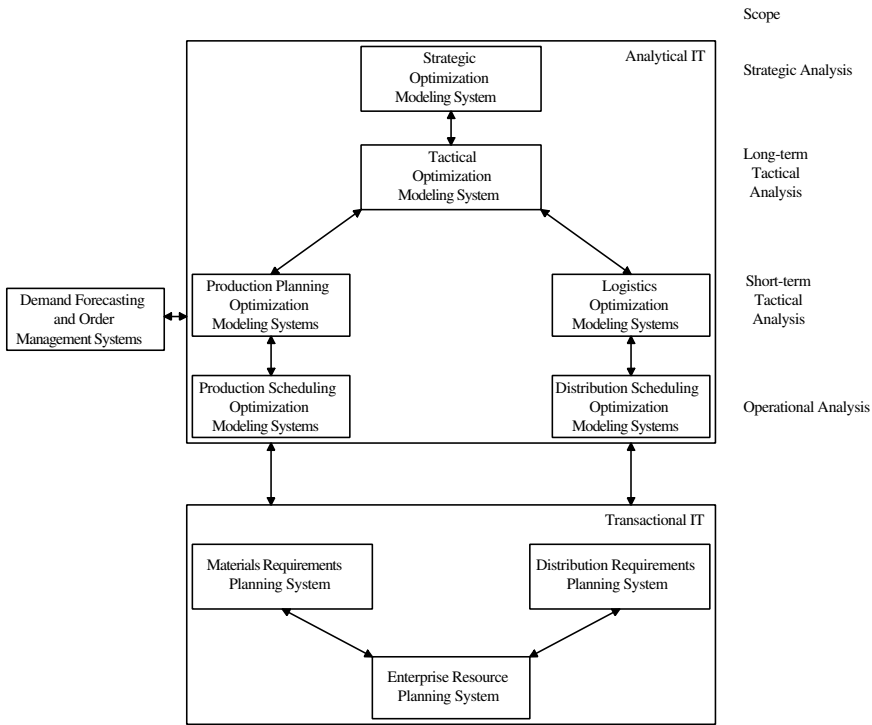 Scope
Analytical IT
Strategic
Optimization
Modeling System
Strategic Analysis
Tactical
Optimization
Modeling System
Long-term
Tactical
Analysis
Demand Forecasting
and Order
Management Systems
Production Planning
Optimization
Modeling Systems
Logistics
Optimization
Modeling Systems
Short-term
Tactical
Analysis
Production Scheduling
Optimization
Modeling Systems
Distribution Scheduling
Optimization
Modeling Systems
Operational Analysis
Transactional IT
Materials Requirements
Planning System
Distribution Requirements
Planning System
Enterprise Resource
Planning System